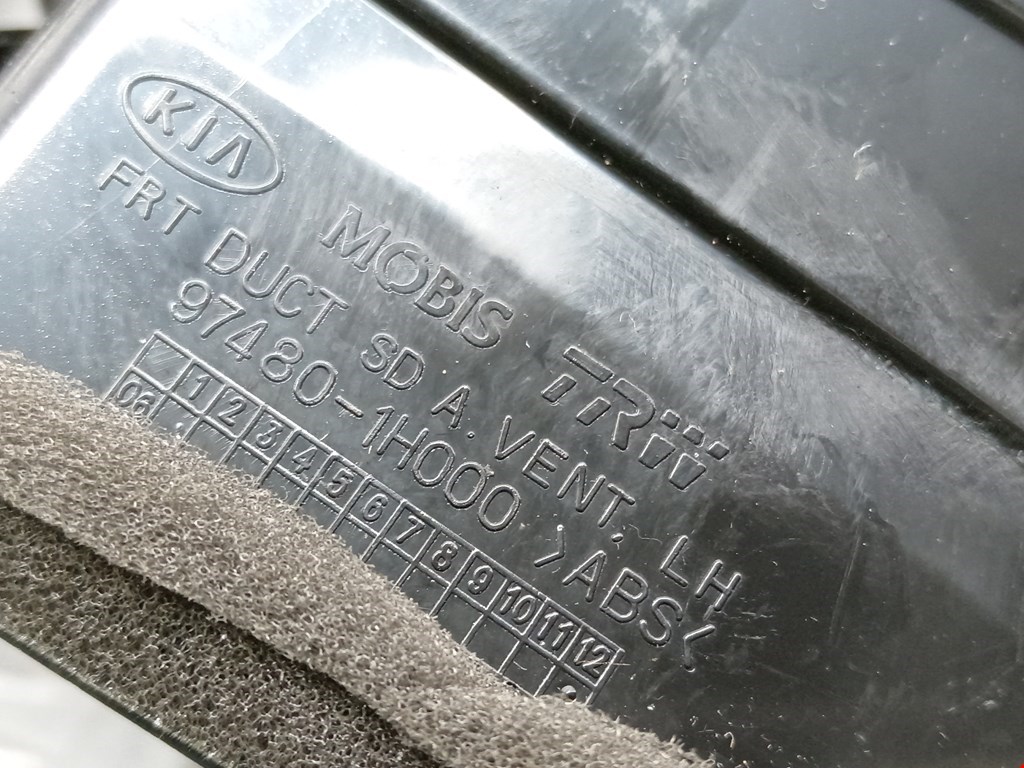 KIA MOBIS TRW
FRT DUCT SD A. VENT, LH
97480-1H000 >ABS<
1 2 3 4 5 6 7 8 9 10 11 12
06